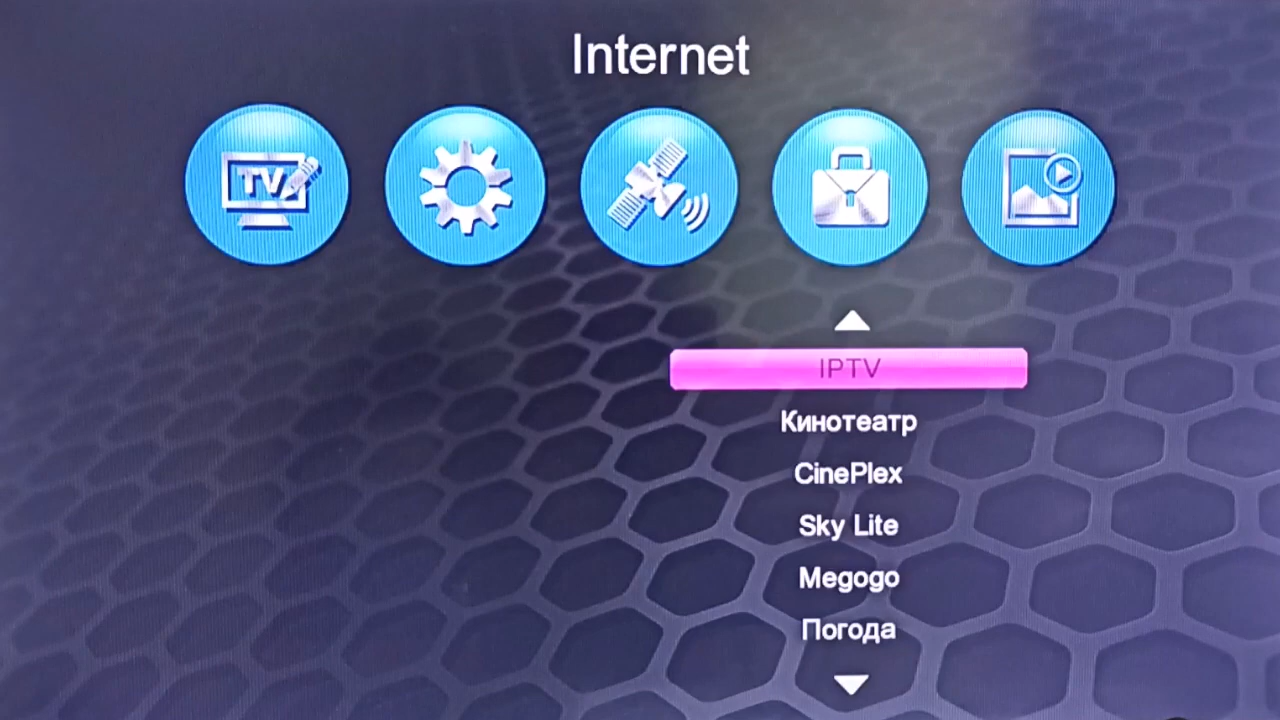 Internet
TV
IPTV
Кинотеатр
CinePlex
Sky Lite
Megogo
Погода